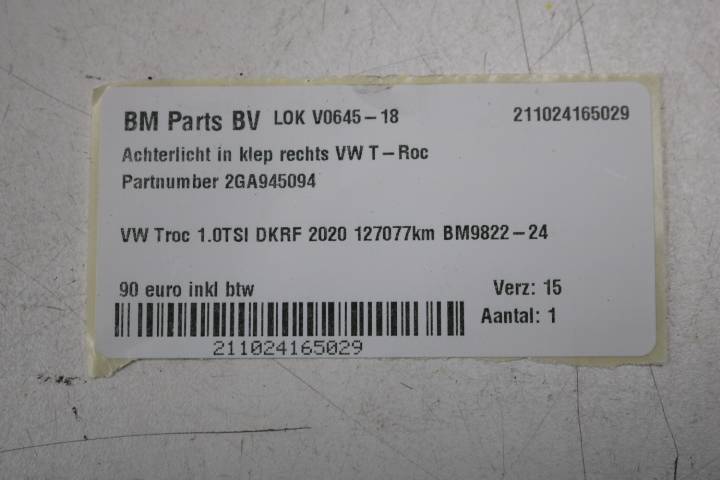 BM Parts BV LOK V0645-18 211024165029
Achterlicht in klep rechts VW T-Roc
Partnumber 2GA945094
VW Troc 1.0TSI DKRF 2020 127077km BM9822-24
90 euro inkl btw Verz: 15
Aantal: 1
211024165029